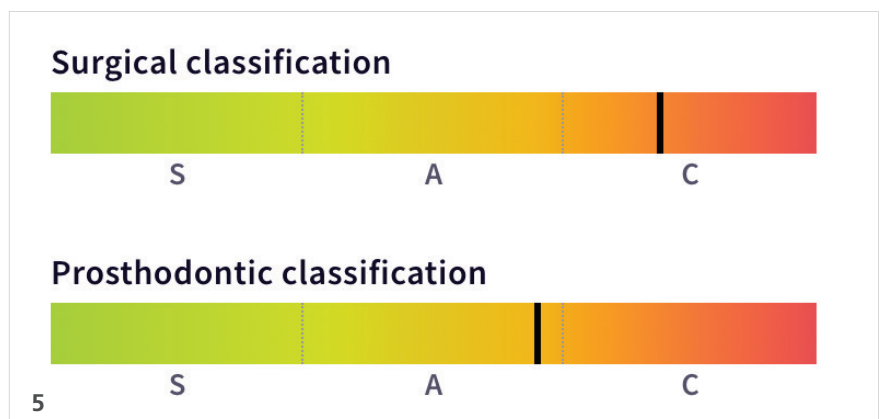 Surgical classification
S A C
Prosthodontic classification
S A C
5